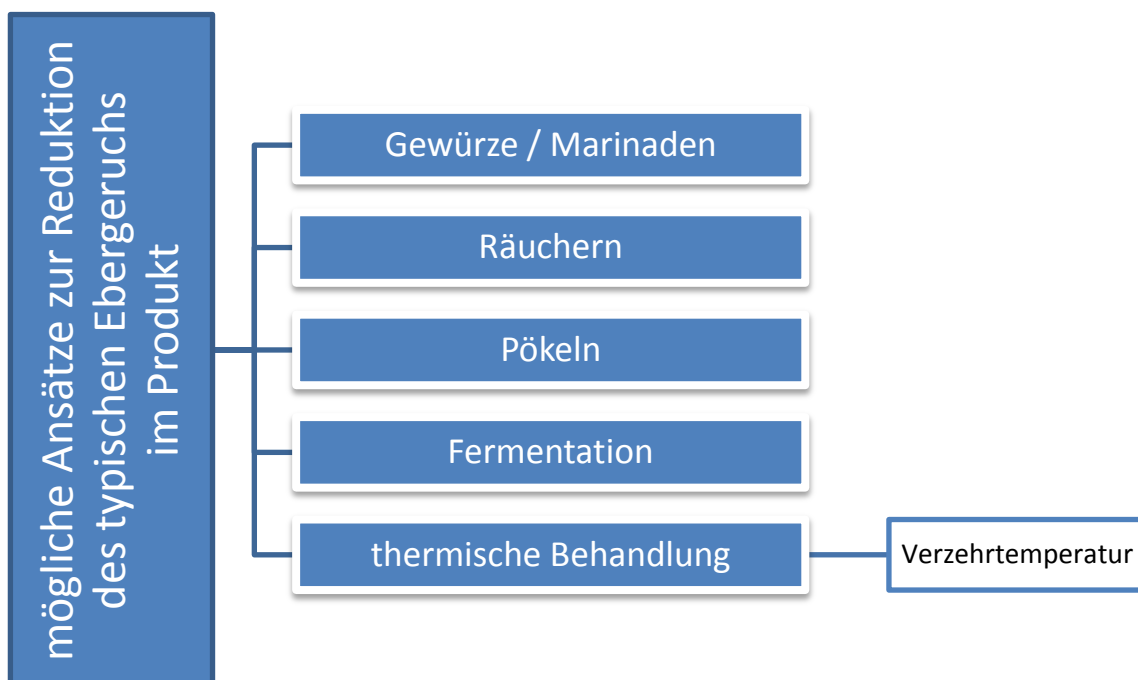 mögliche Ansätze zur Reduktion
des typischen Ebergeruchs
im Produkt
Gewürze / Marinaden
Räuchern
Pökeln
Fermentation
thermische Behandlung
Verzehrtemperatur